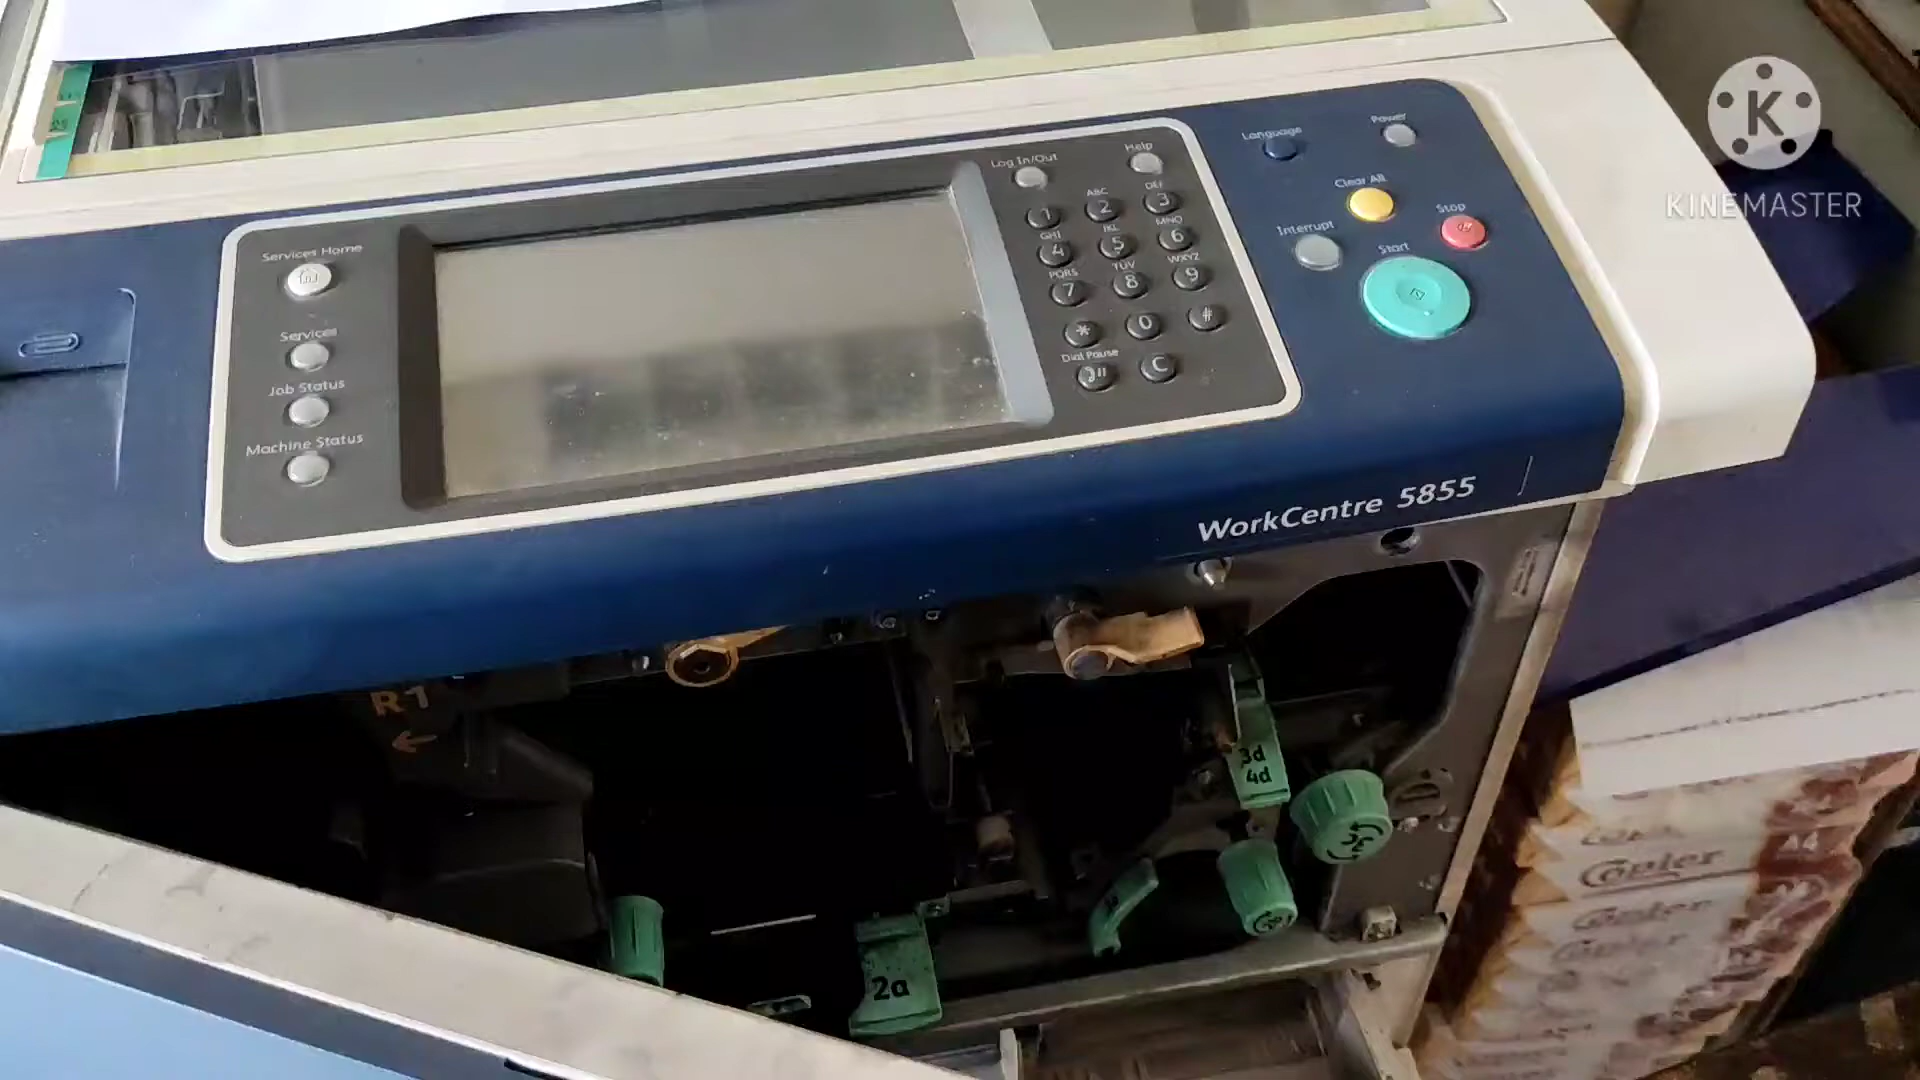 K
KINEMASTER
Language
Power
Log In/Out
Help
Clear All
Stop
Interrupt
Start
Services Home
Services
Job Status
Machine Status
1
ABC
2
DEF
3
GHI
4
JKL
5
MNO
6
PQRS
7
TUV
8
WXYZ
9
*
0
#
Dial Pause
C
WorkCentre 5855
R1
3d
4d
2a
A4
Copier
Copier